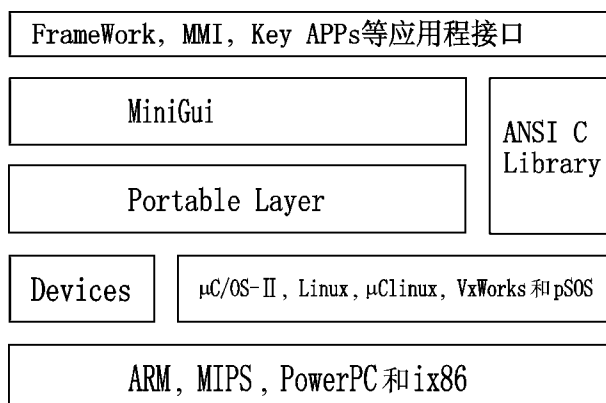 FrameWork, MMI, Key APPs等应用程接口
MiniGui
ANSI C
Library
Portable Layer
Devices
μC/OS-Ⅱ, Linux, μClinux, VxWorks和pSOS
ARM, MIPS, PowerPC和ix86